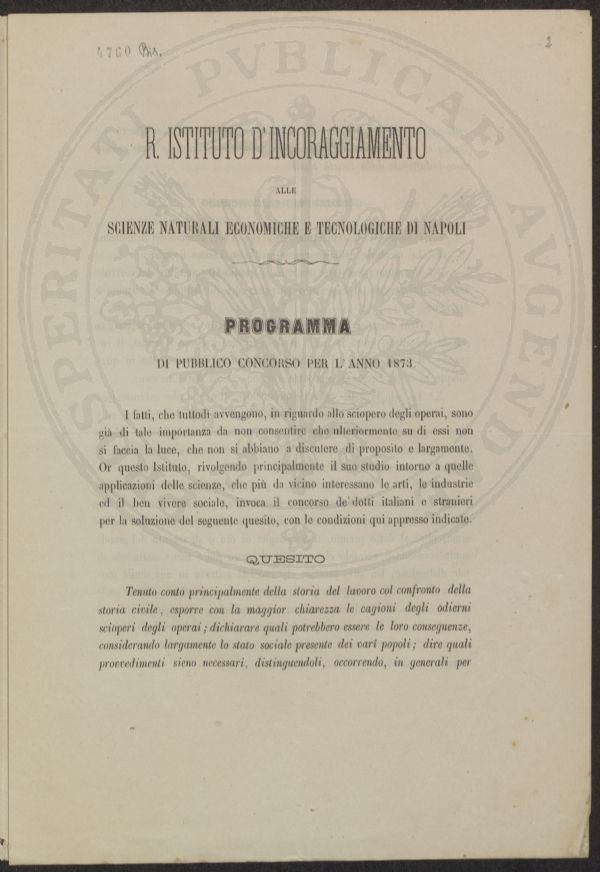 4760 Bis.
2
R. ISTITUTO D'INCORAGGIAMENTO
ALLE
SCIENZE NATURALI ECONOMICHE E TECNOLOGICHE DI NAPOLI
PROGRAMMA
DI PUBBLICO CONCORSO PER L'ANNO 1873.
I fatti, che tuttodì avvengono, in riguardo allo sciopero degli operai, sono
già di tale importanza da non consentire che ulteriormente su di essi non
si faccia la luce, che non si abbiano a discutere di proposito e largamente.
Or questo Istituto, rivolgendo principalmente il suo studio intorno a quelle
applicazioni delle scienze, che più da vicino interessano le arti, le industrie
ed il ben vivere sociale, invoca il concorso de' dotti italiani e stranieri
per la soluzione del seguente quesito, con le condizioni qui appresso indicate.
QUESITO
Tenuto conto principalmente della storia del lavoro col confronto della
storia civile, esporre con la maggior chiarezza le cagioni degli odierni
scioperi degli operai; dichiarare quali potrebbero essere le loro conseguenze,
considerando largamente lo stato sociale presente dei varî popoli; dire quali
provvedimenti sieno necessari, distinguendoli, occorrendo, in generali per
SPERITATI PVBLICAE AVGEND